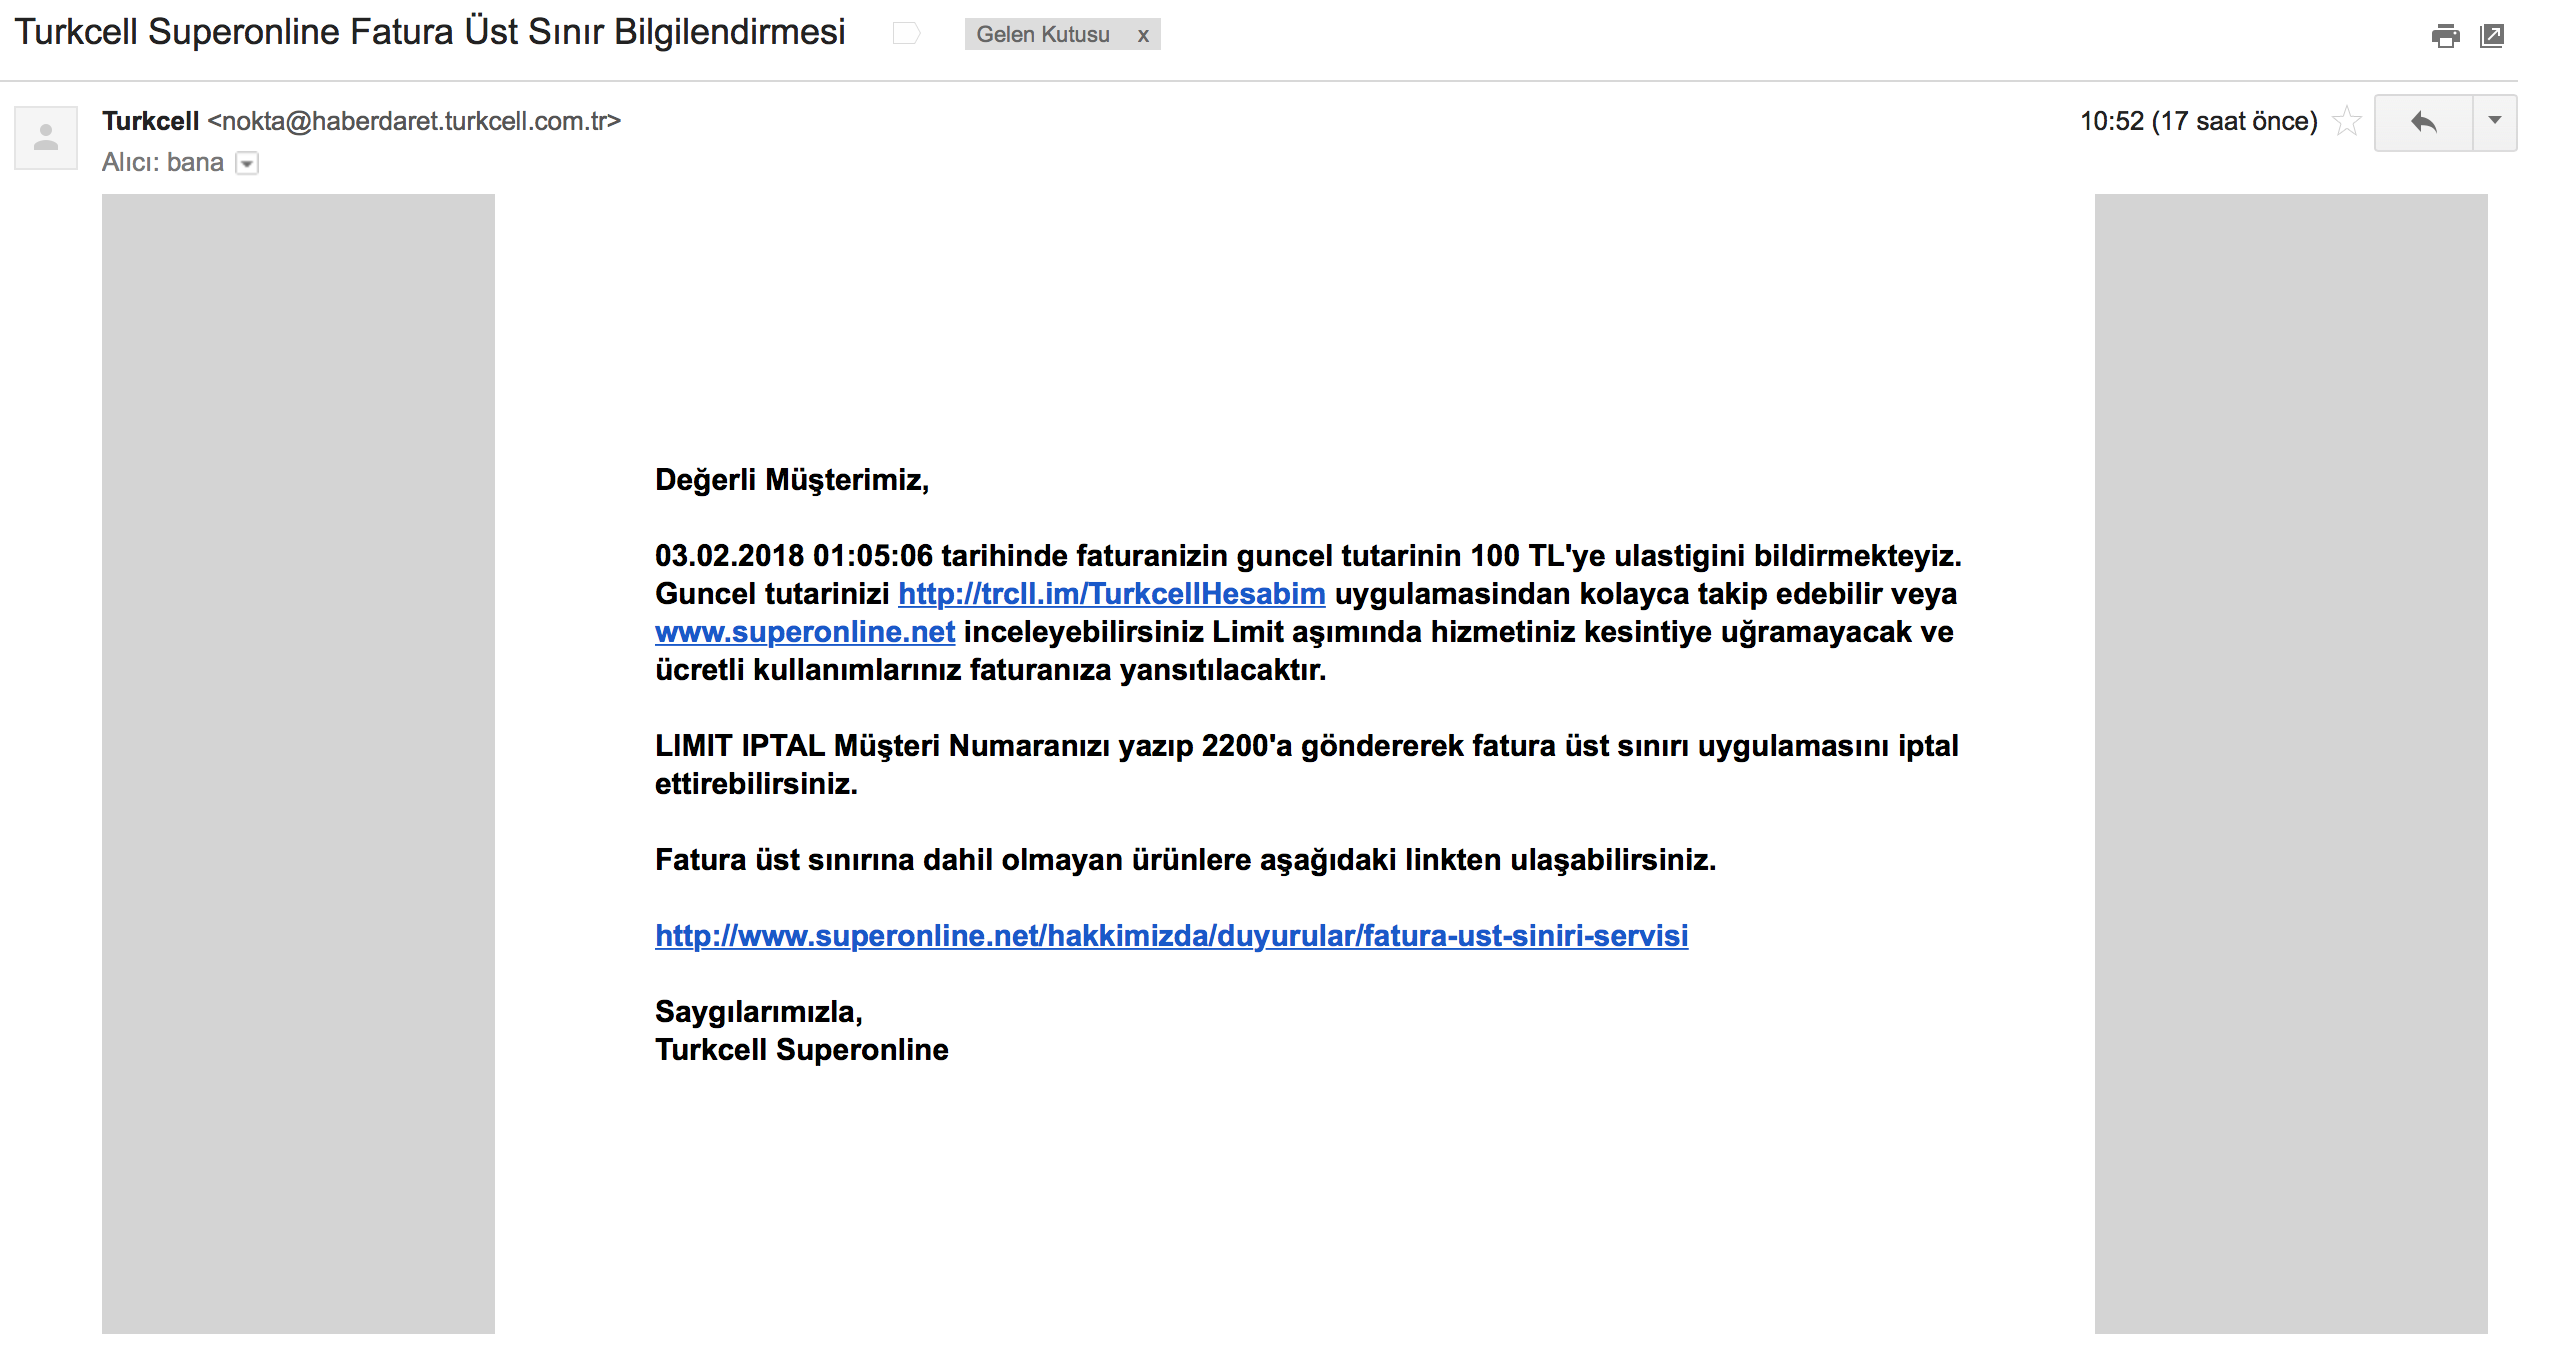 Turkcell Superonline Fatura Üst Sınır Bilgilendirmesi Gelen Kutusu x
Turkcell <nokta@haberdaret.turkcell.com.tr> 10:52 (17 saat önce)
Alıcı: bana
Değerli Müşterimiz,
03.02.2018 01:05:06 tarihinde faturanizin guncel tutarinin 100 TL'ye ulastigini bildirmekteyiz.
Guncel tutarinizi http://trcll.im/TurkcellHesabim uygulamasindan kolayca takip edebilir veya
www.superonline.net inceleyebilirsiniz Limit aşımında hizmetiniz kesintiye uğramayacak ve
ücretli kullanımlarınız faturanıza yansıtılacaktır.
LIMIT IPTAL Müşteri Numaranızı yazıp 2200'a göndererek fatura üst sınırı uygulamasını iptal
ettirebilirsiniz.
Fatura üst sınırına dahil olmayan ürünlere aşağıdaki linkten ulaşabilirsiniz.
http://www.superonline.net/hakkimizda/duyurular/fatura-ust-siniri-servisi
Saygılarımızla,
Turkcell Superonline